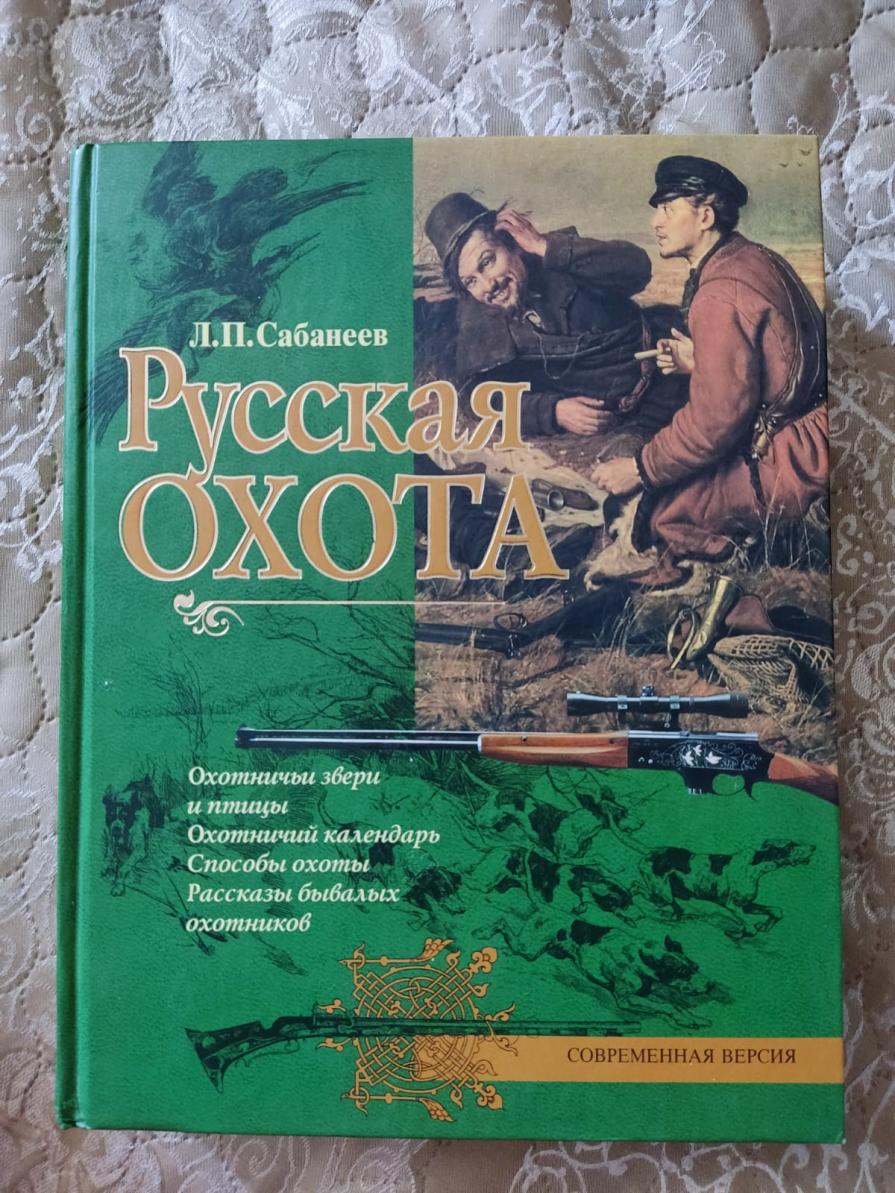 Л.П.Сабанеев
Русская
ОХОТА
Охотничьи звери
и птицы
Охотничий календарь
Способы охоты
Рассказы бывалых
охотников
СОВРЕМЕННАЯ ВЕРСИЯ